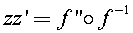 zz' = f''∘ f⁻¹